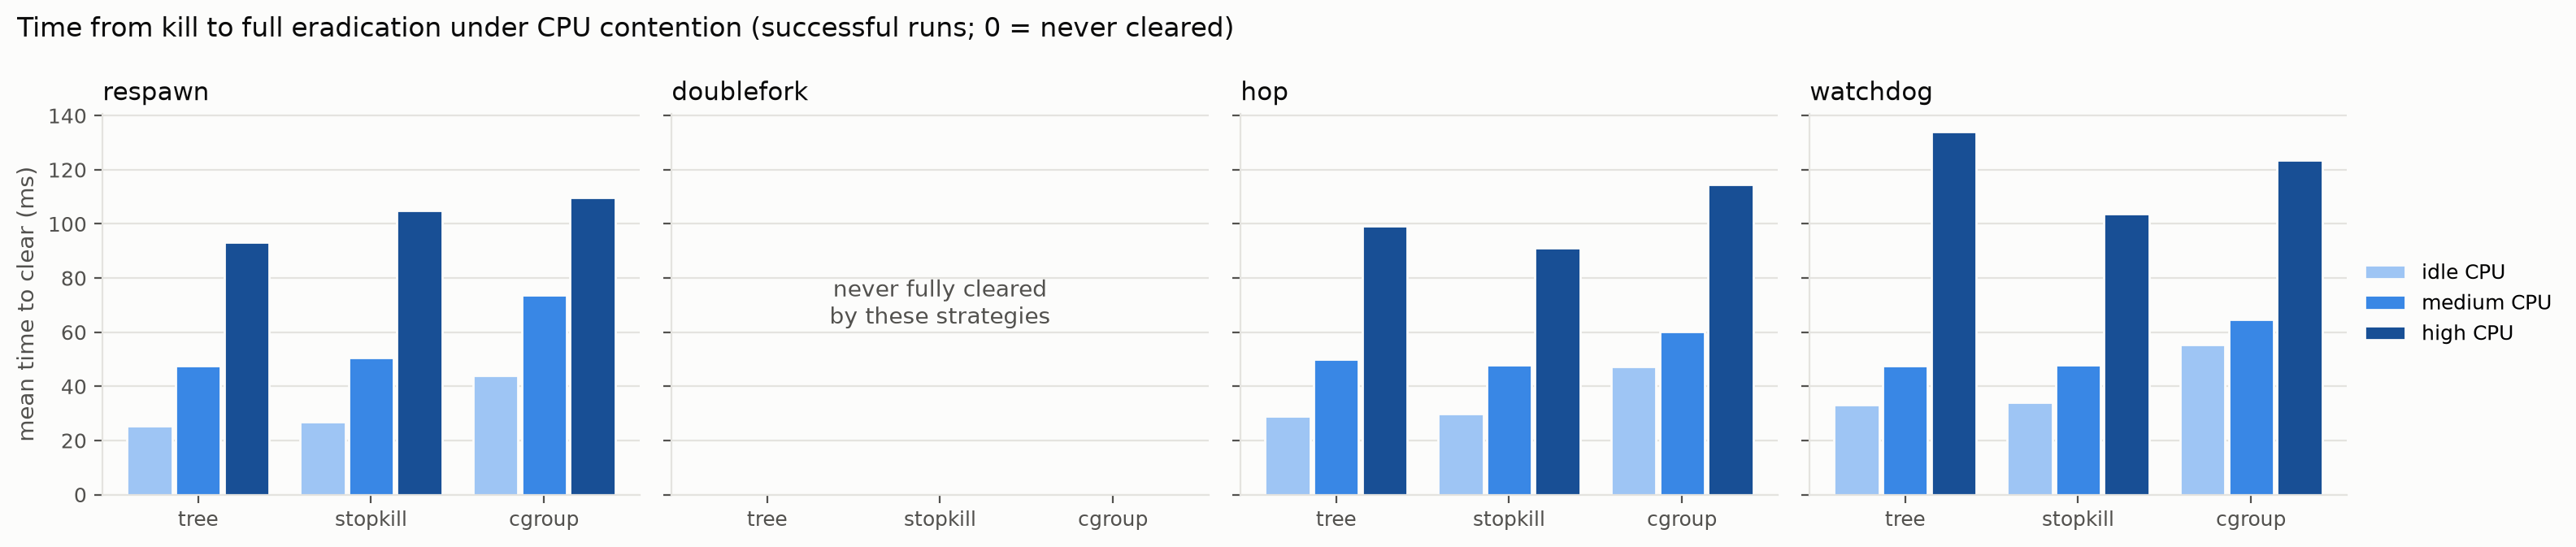 Time from kill to full eradication under CPU contention (successful runs; 0 = never cleared)
respawn
doublefork
hop
watchdog
mean time to clear (ms)
140
120
100
80
60
40
20
0
never fully cleared
by these strategies
tree stopkill cgroup
tree stopkill cgroup
tree stopkill cgroup
tree stopkill cgroup
idle CPU
medium CPU
high CPU